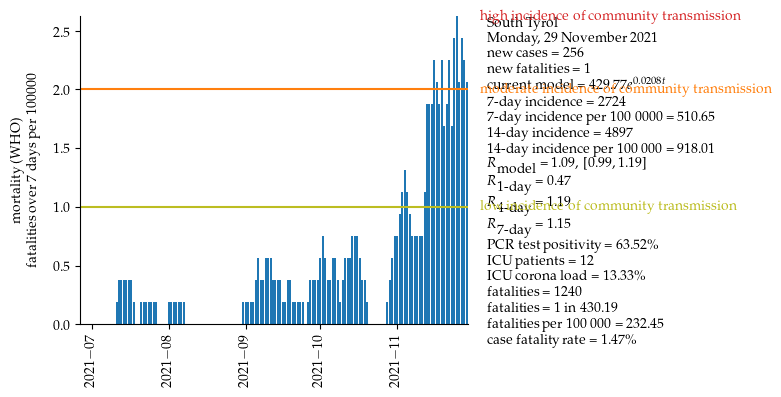 high incidence of community transmission
South Tyrol
Monday, 29 November 2021
new cases = 256
new fatalities = 1
current model = 429.77e^0.0208t
moderate incidence of community transmission
7-day incidence = 2724
7-day incidence per 100 0000 = 510.65
14-day incidence = 4897
14-day incidence per 100 000 = 918.01
R model = 1.09, [0.99, 1.19]
R 1-day = 0.47
R 4-day = 1.19
low incidence of community transmission
R 7-day = 1.15
PCR test positivity = 63.52%
ICU patients = 12
ICU corona load = 13.33%
fatalities = 1240
fatalities = 1 in 430.19
fatalities per 100 000 = 232.45
case fatality rate = 1.47%
mortality (WHO)
fatalities over 7 days per 100000
2.5
2.0
1.5
1.0
0.5
0.0
2021−07
2021−08
2021−09
2021−10
2021−11